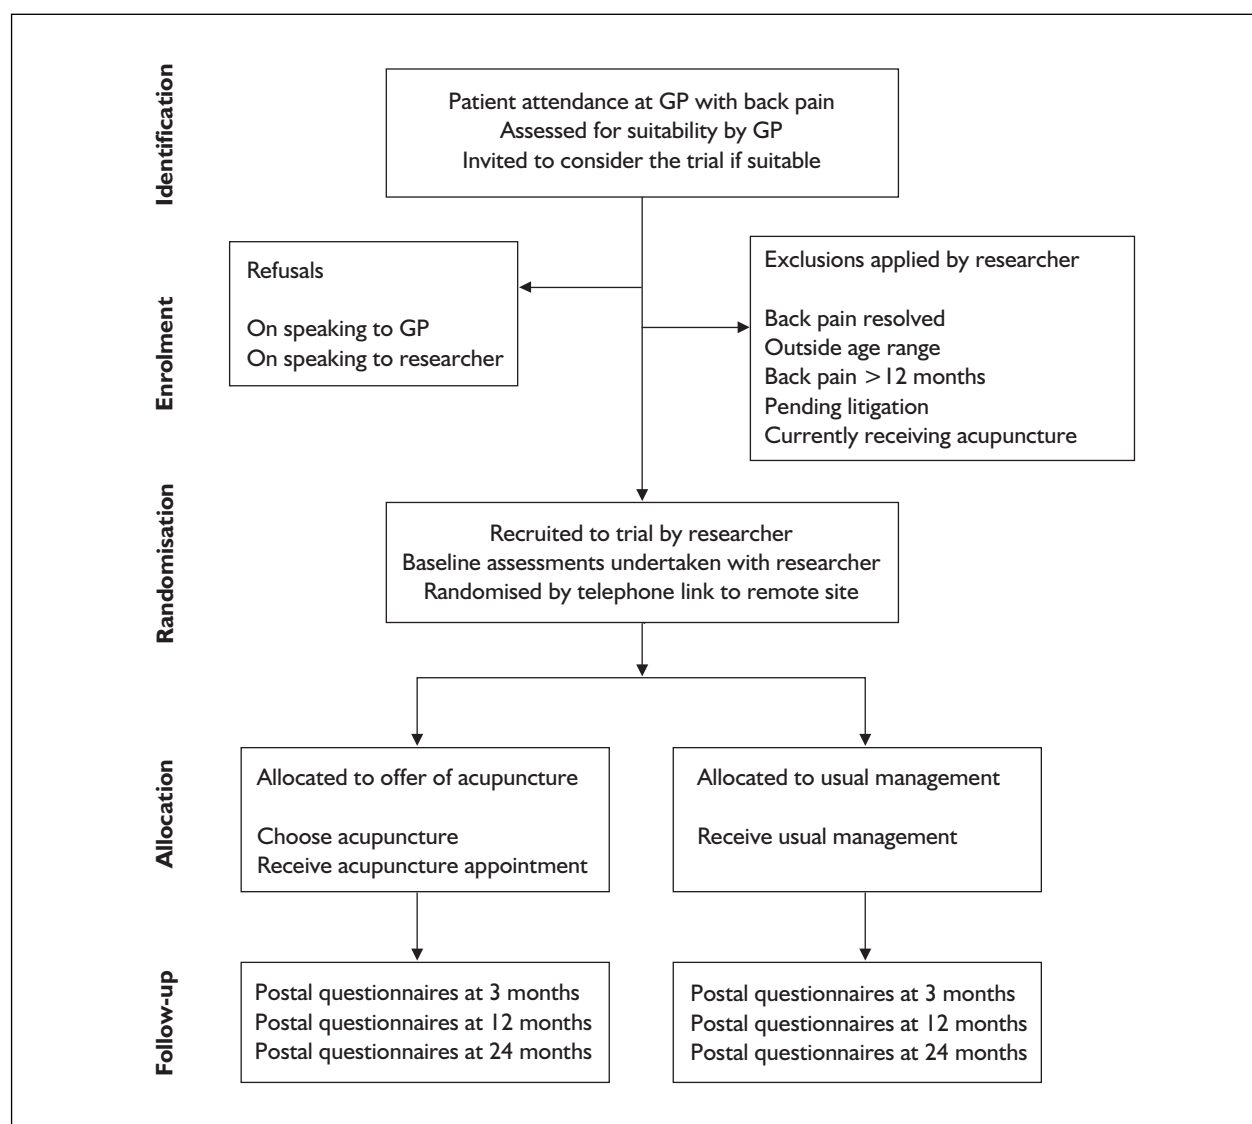 Identification
Patient attendance at GP with back pain
Assessed for suitability by GP
Invited to consider the trial if suitable
Enrolment
Refusals
On speaking to GP
On speaking to researcher
Exclusions applied by researcher
Back pain resolved
Outside age range
Back pain >12 months
Pending litigation
Currently receiving acupuncture
Randomisation
Recruited to trial by researcher
Baseline assessments undertaken with researcher
Randomised by telephone link to remote site
Allocation
Allocated to offer of acupuncture
Choose acupuncture
Receive acupuncture appointment
Allocated to usual management
Receive usual management
Follow-up
Postal questionnaires at 3 months
Postal questionnaires at 12 months
Postal questionnaires at 24 months
Postal questionnaires at 3 months
Postal questionnaires at 12 months
Postal questionnaires at 24 months